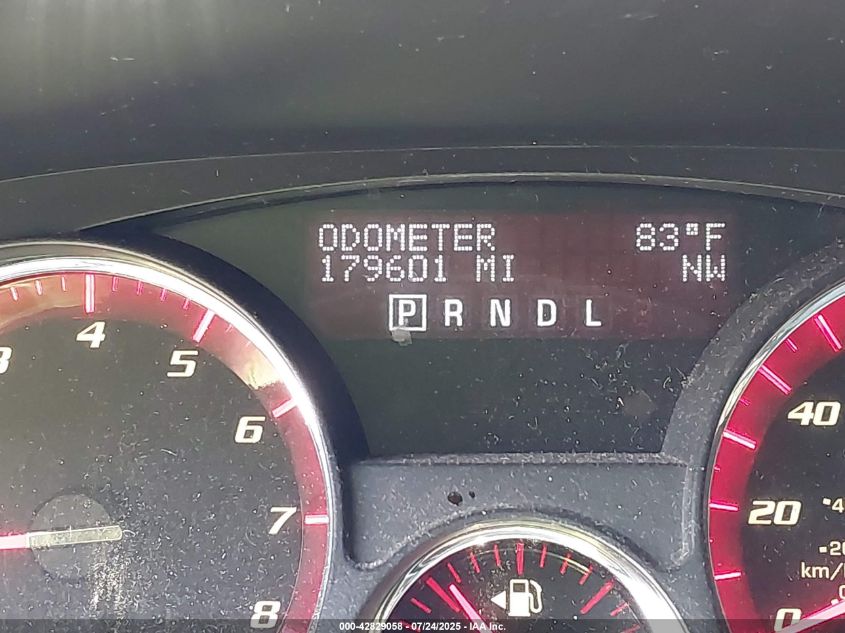 ODOMETER 83°F
179601 MI NW
P R N D L
3 4 5 6 7 8
40
20
0
km/
000-42829058 - 07/24/2025 - IAA Inc.